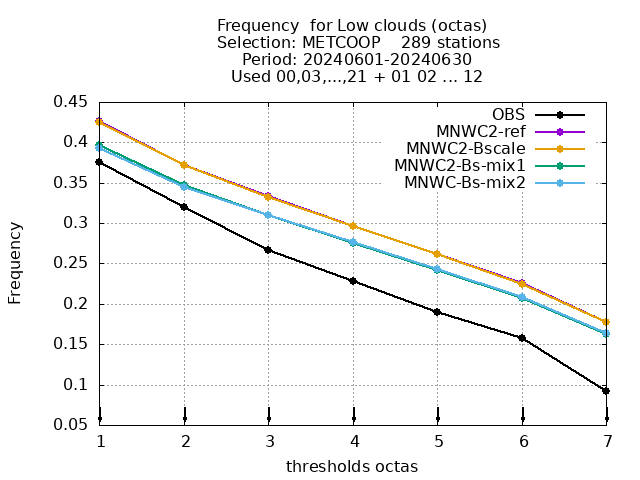 Frequency  for Low clouds (octas)
Selection: METCOOP    289 stations
Period: 20240601-20240630
Used 00,03,...,21 + 01 02 ... 12
OBS
MNWC2-ref
MNWC2-Bscale
MNWC2-Bs-mix1
MNWC-Bs-mix2
Frequency
0.45
0.4
0.35
0.3
0.25
0.2
0.15
0.1
0.05
1 2 3 4 5 6 7
thresholds octas